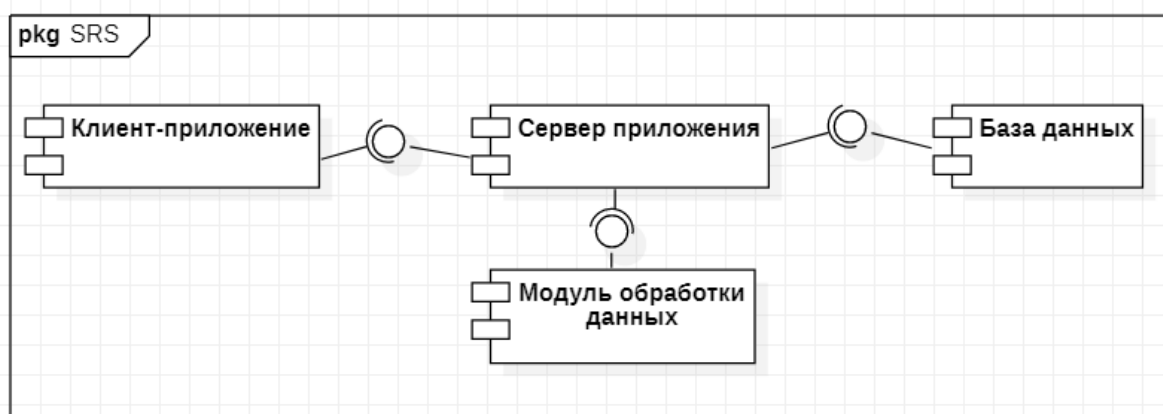 pkg SRS
Клиент-приложение
Сервер приложения
База данных
Модуль обработки
данных